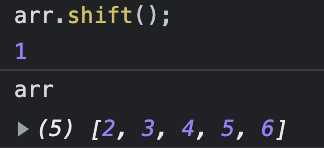 arr.shift();
1
arr
▶ (5) [2, 3, 4, 5, 6]